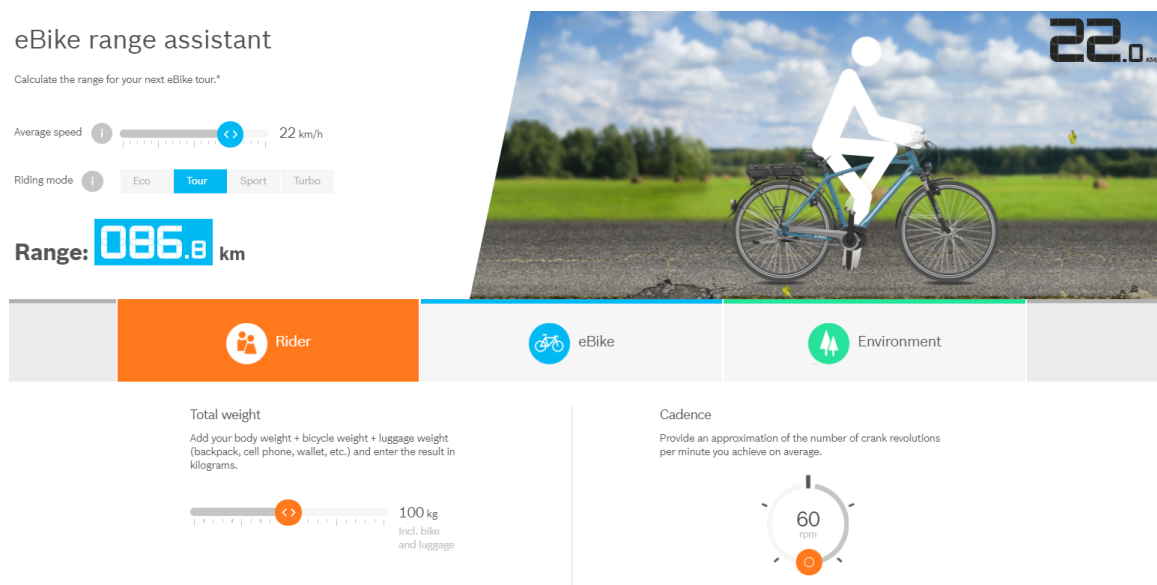 eBike range assistant
22.0
Calculate the range for your next eBike tour.*
Average speed i 22 km/h
Riding mode i Eco Tour Sport Turbo
Range: 086.8 km
Rider
eBike
Environment
Total weight
Add your body weight + bicycle weight + luggage weight
(backpack, cell phone, wallet, etc.) and enter the result in
kilograms.
100 kg
Incl. bike
and luggage
Cadence
Provide an approximation of the number of crank revolutions
per minute you achieve on average.
60
rpm